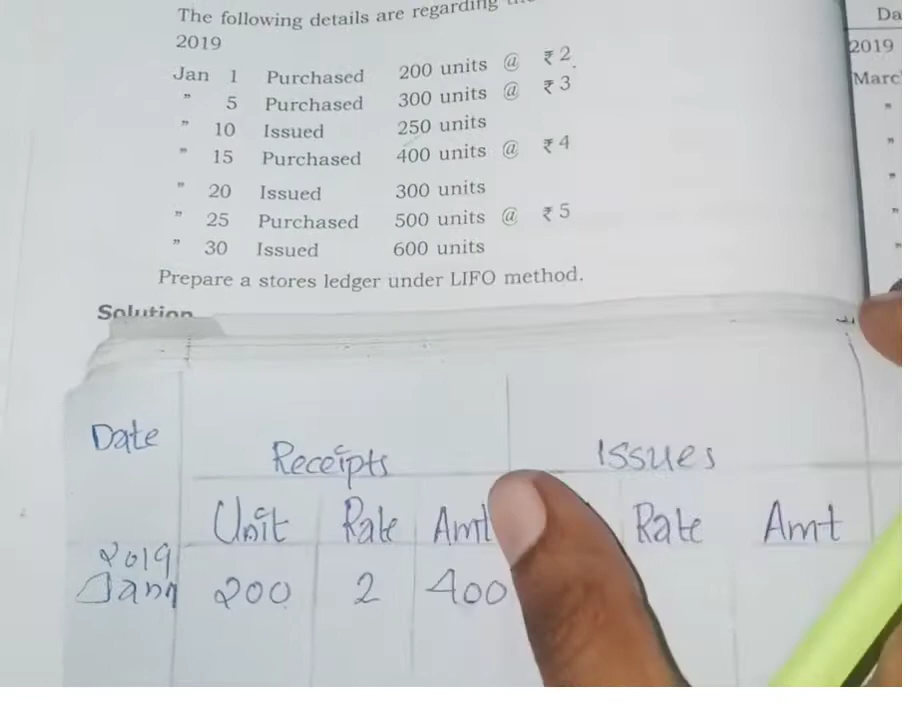 The following details are regarding
2019
Jan 1 Purchased 200 units @ ₹ 2
" 5 Purchased 300 units @ ₹ 3
" 10 Issued 250 units
" 15 Purchased 400 units @ ₹ 4
" 20 Issued 300 units
" 25 Purchased 500 units @ ₹ 5
" 30 Issued 600 units
Prepare a stores ledger under LIFO method.
Solution
Date Receipts Issues
Unit Rate Amt Rate Amt
2019
Jan 1 200 2 400
Da
2019
Marc
"
"
"
"
"